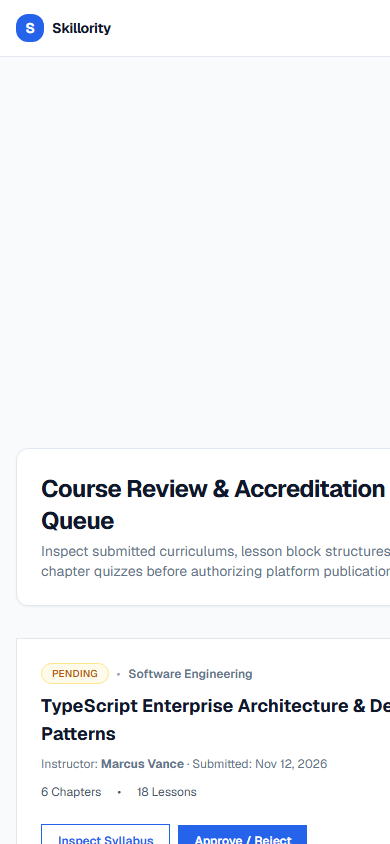 S Skillority
Course Review & Accreditation
Queue
Inspect submitted curriculums, lesson block structures
chapter quizzes before authorizing platform publication
PENDING • Software Engineering
TypeScript Enterprise Architecture & De
Patterns
Instructor: Marcus Vance · Submitted: Nov 12, 2026
6 Chapters • 18 Lessons
Inspect Syllabus Approve / Reject